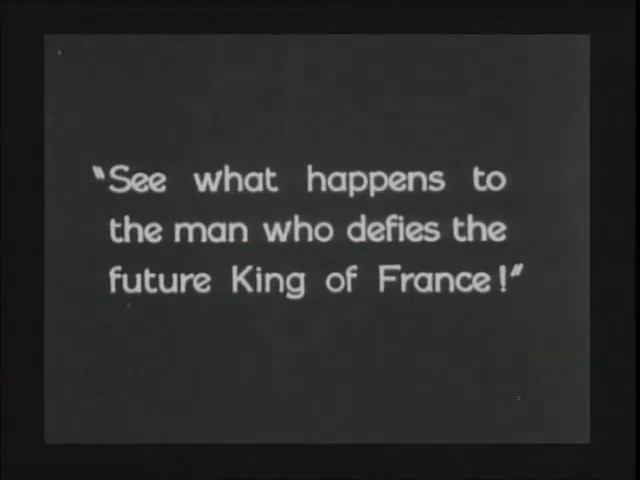 "See what happens to
the man who defies the
future King of France!"